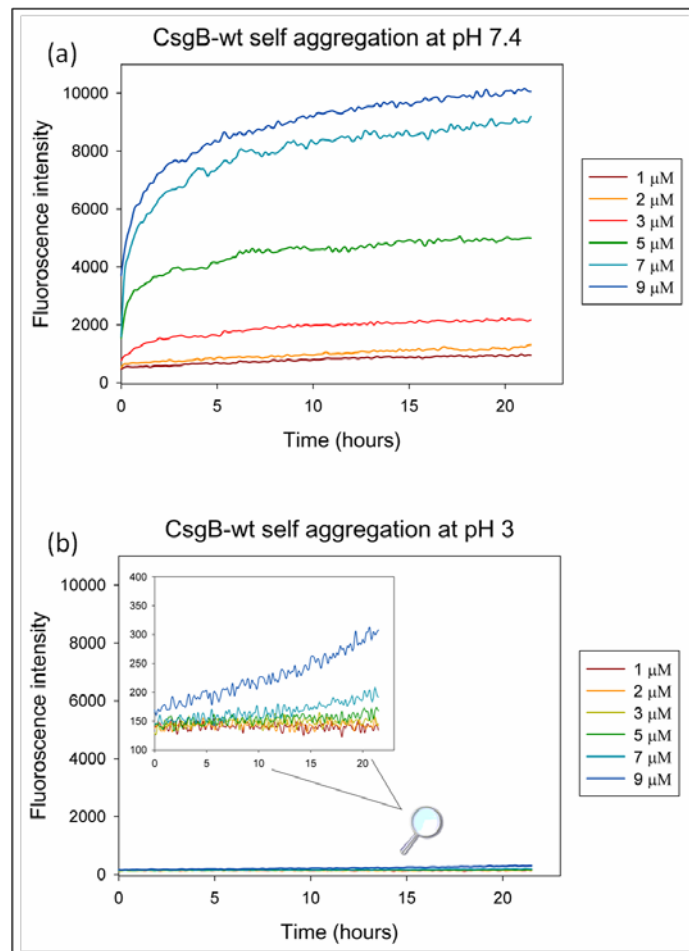 (a)
CsgB-wt self aggregation at pH 7.4
Fluoroscence intensity
10000
8000
6000
4000
2000
0
0 5 10 15 20
Time (hours)
1 μM
2 μM
3 μM
5 μM
7 μM
9 μM
(b)
CsgB-wt self aggregation at pH 3
Fluoroscence intensity
10000
8000
6000
4000
2000
0
400
350
300
250
200
150
100
0 5 10 15 20
0 5 10 15 20
Time (hours)
1 μM
2 μM
3 μM
5 μM
7 μM
9 μM